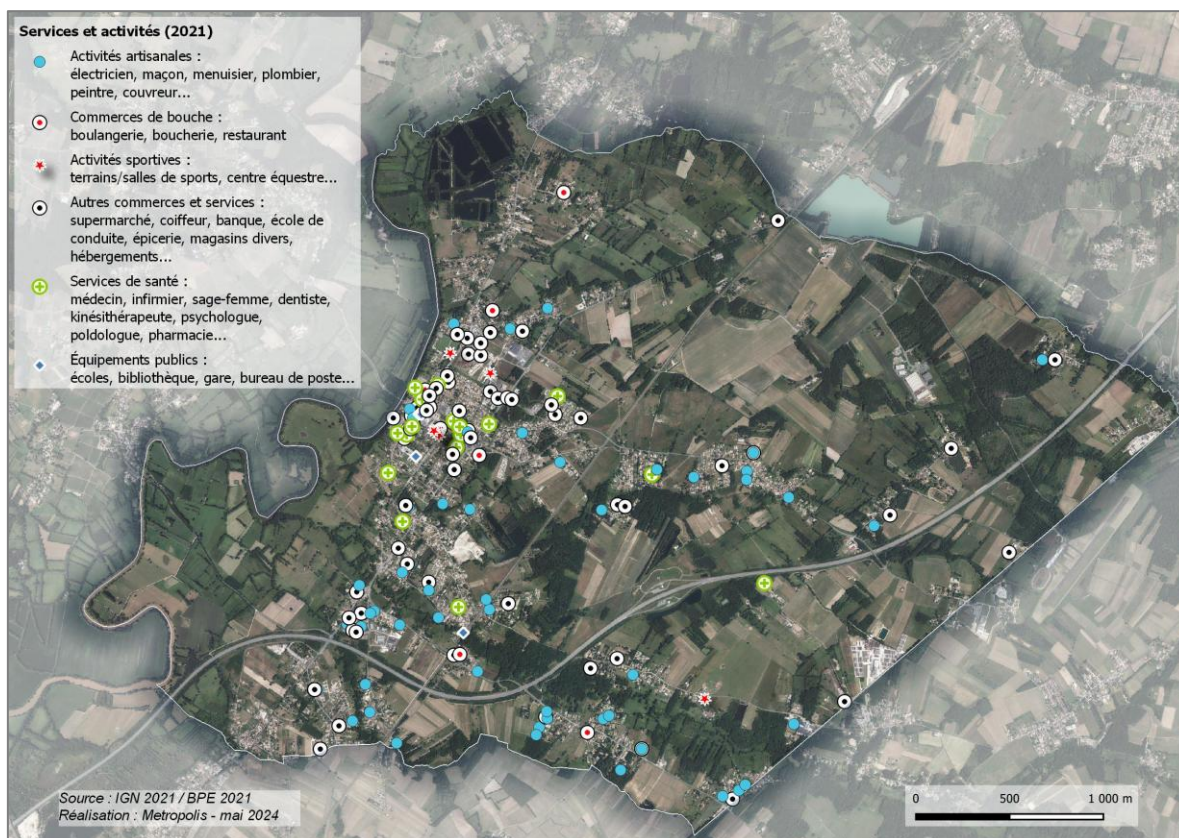 Services et activités (2021)
Activités artisanales :
électricien, maçon, menuisier, plombier,
peintre, couvreur...
Commerces de bouche :
boulangerie, boucherie, restaurant
Activités sportives :
terrains/salles de sports, centre équestre...
Autres commerces et services :
supermarché, coiffeur, banque, école de
conduite, épicerie, magasins divers,
hébergements...
Services de santé :
médecin, infirmier, sage-femme, dentiste,
kinésithérapeute, psychologue,
poldologue, pharmacie...
Équipements publics :
écoles, bibliothèque, gare, bureau de poste...
Source : IGN 2021 / BPE 2021
Réalisation : Metropolis - mai 2024
0 500 1 000 m